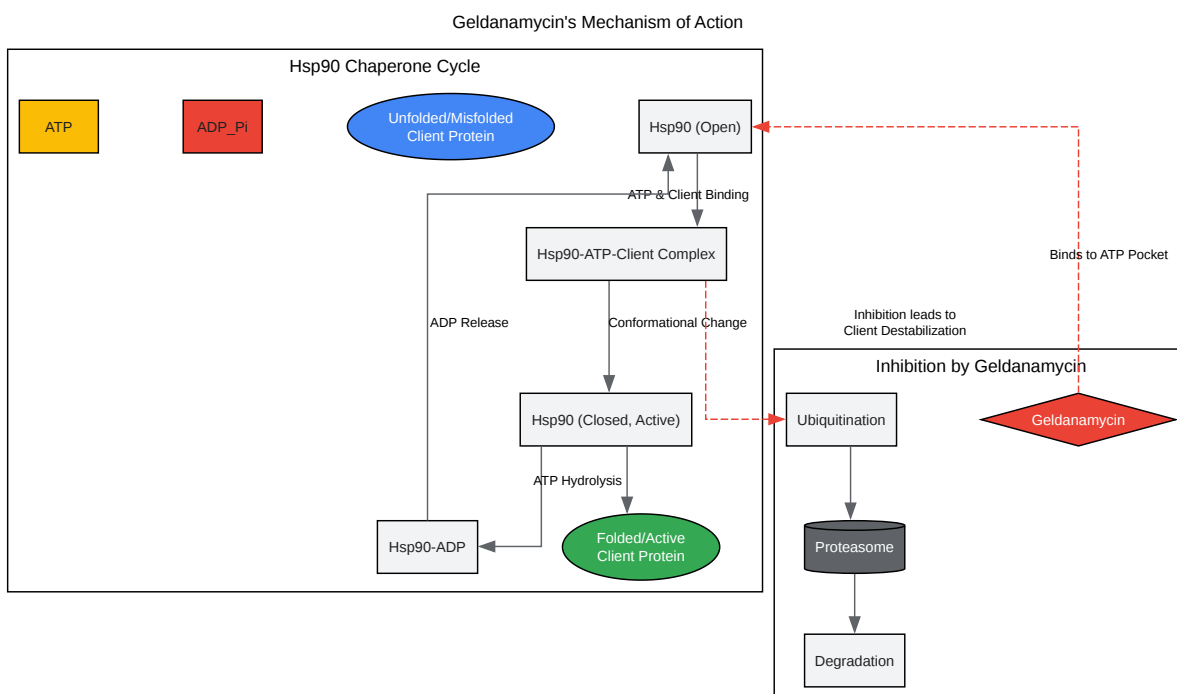 Geldanamycin's Mechanism of Action
Hsp90 Chaperone Cycle
ATP
ADP_Pi
Unfolded/Misfolded
Client Protein
Hsp90 (Open)
ATP & Client Binding
Hsp90-ATP-Client Complex
Binds to ATP Pocket
ADP Release
Conformational Change
Inhibition leads to
Client Destabilization
Inhibition by Geldanamycin
Hsp90 (Closed, Active)
Ubiquitination
Geldanamycin
ATP Hydrolysis
Hsp90-ADP
Folded/Active
Client Protein
Proteasome
Degradation